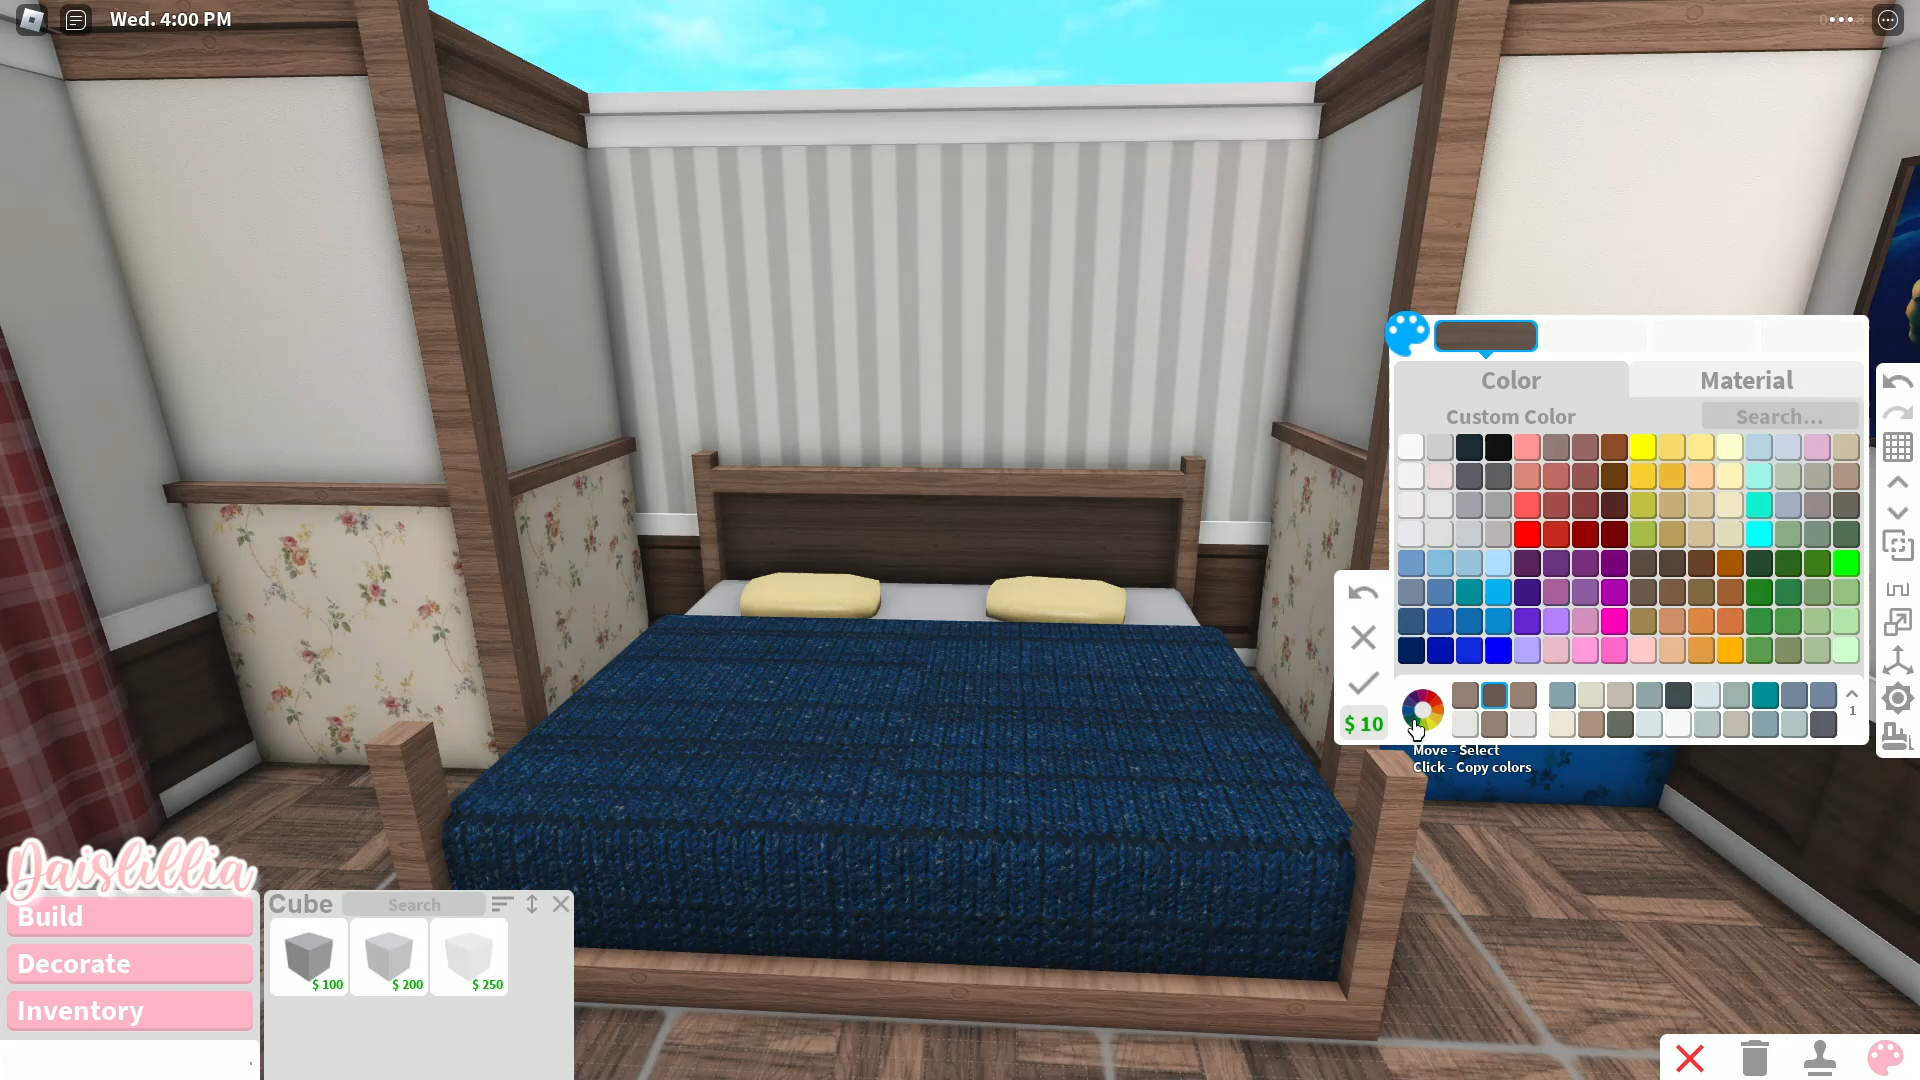 Wed. 4:00 PM
Color
Material
Custom Color
Search...
$ 10
1
Move - Select
Click - Copy colors
Daislillia
Build
Decorate
Inventory
Cube
Search
$ 100
$ 200
$ 250